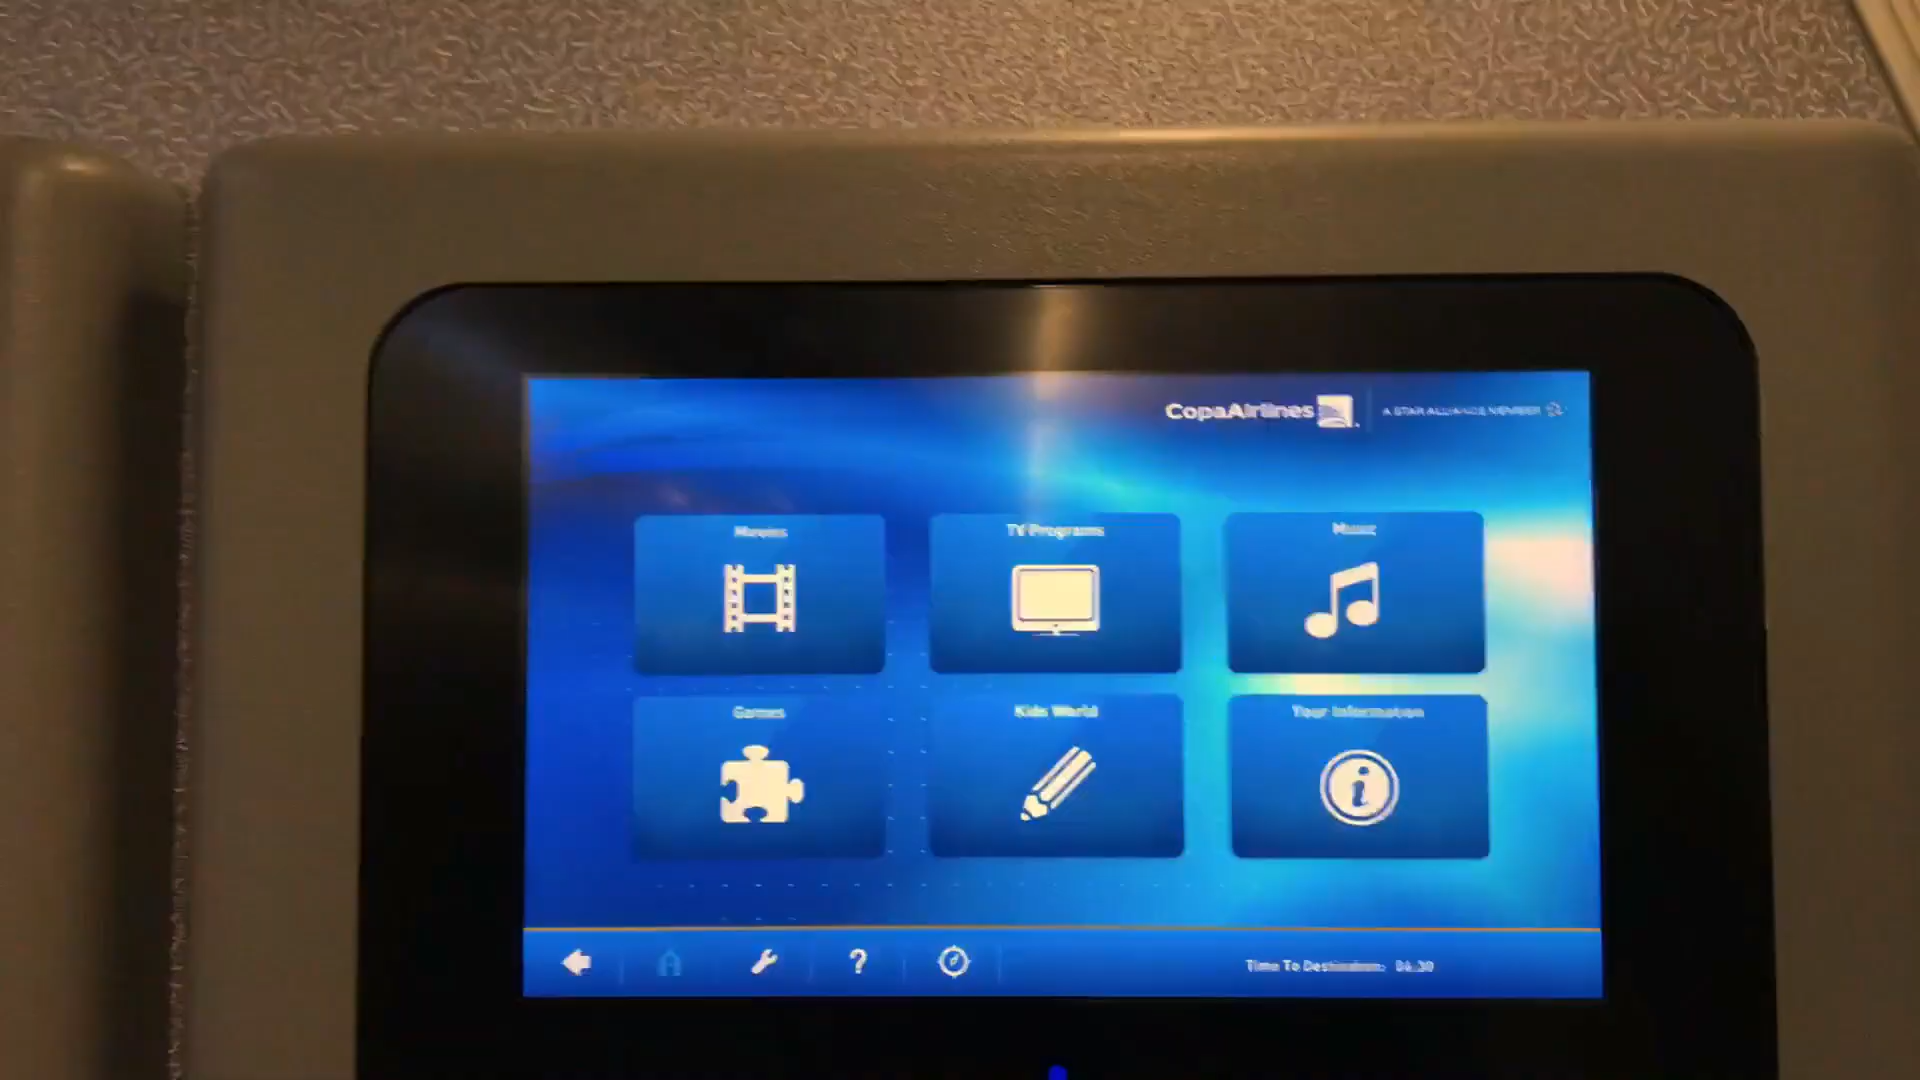 CopaAirlines
A STAR ALLIANCE MEMBER
Movies
TV Programs
Music
Games
Kids World
Your Information
?
Time To Destination: